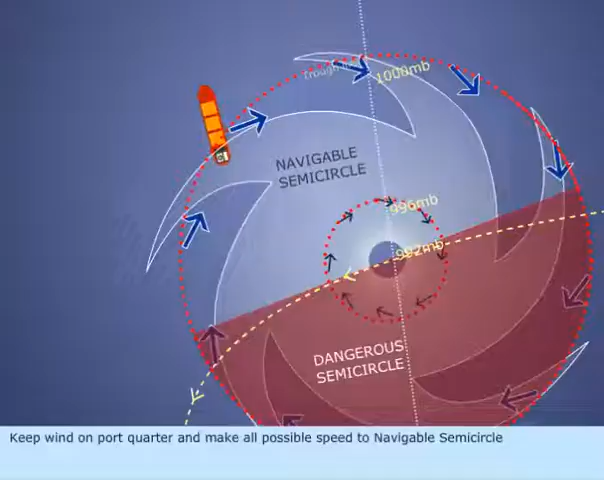 Trough line
1000mb
NAVIGABLE
SEMICIRCLE
996mb
992mb
DANGEROUS
SEMICIRCLE
Keep wind on port quarter and make all possible speed to Navigable Semicircle